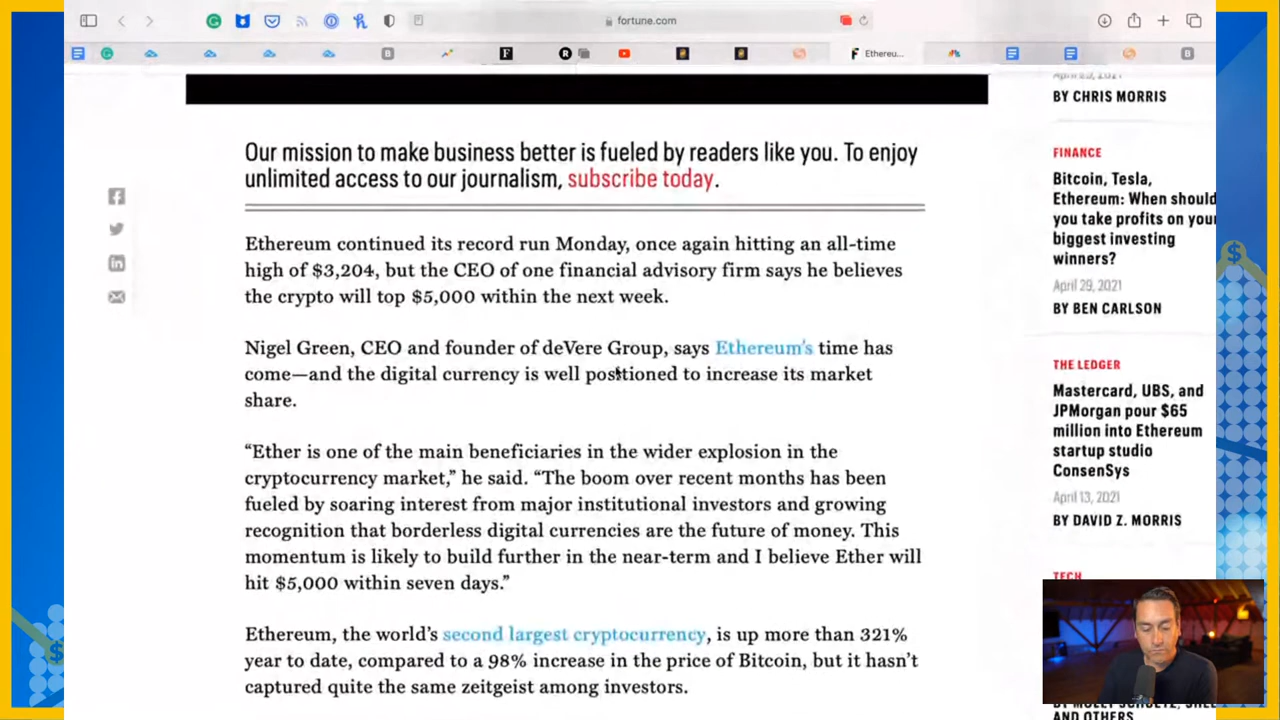 fortune.com
Ethereu...
Our mission to make business better is fueled by readers like you. To enjoy
unlimited access to our journalism, subscribe today.
Ethereum continued its record run Monday, once again hitting an all-time
high of $3,204, but the CEO of one financial advisory firm says he believes
the crypto will top $5,000 within the next week.
Nigel Green, CEO and founder of deVere Group, says Ethereum's time has
come—and the digital currency is well positioned to increase its market
share.
“Ether is one of the main beneficiaries in the wider explosion in the
cryptocurrency market,” he said. “The boom over recent months has been
fueled by soaring interest from major institutional investors and growing
recognition that borderless digital currencies are the future of money. This
momentum is likely to build further in the near-term and I believe Ether will
hit $5,000 within seven days.”
Ethereum, the world's second largest cryptocurrency, is up more than 321%
year to date, compared to a 98% increase in the price of Bitcoin, but it hasn't
captured quite the same zeitgeist among investors.
BY CHRIS MORRIS
FINANCE
Bitcoin, Tesla,
Ethereum: When should
you take profits on your
biggest investing
winners?
April 29, 2021
BY BEN CARLSON
THE LEDGER
Mastercard, UBS, and
JPMorgan pour $65
million into Ethereum
startup studio
ConsenSys
April 13, 2021
BY DAVID Z. MORRIS
TECH
AND OTHERS